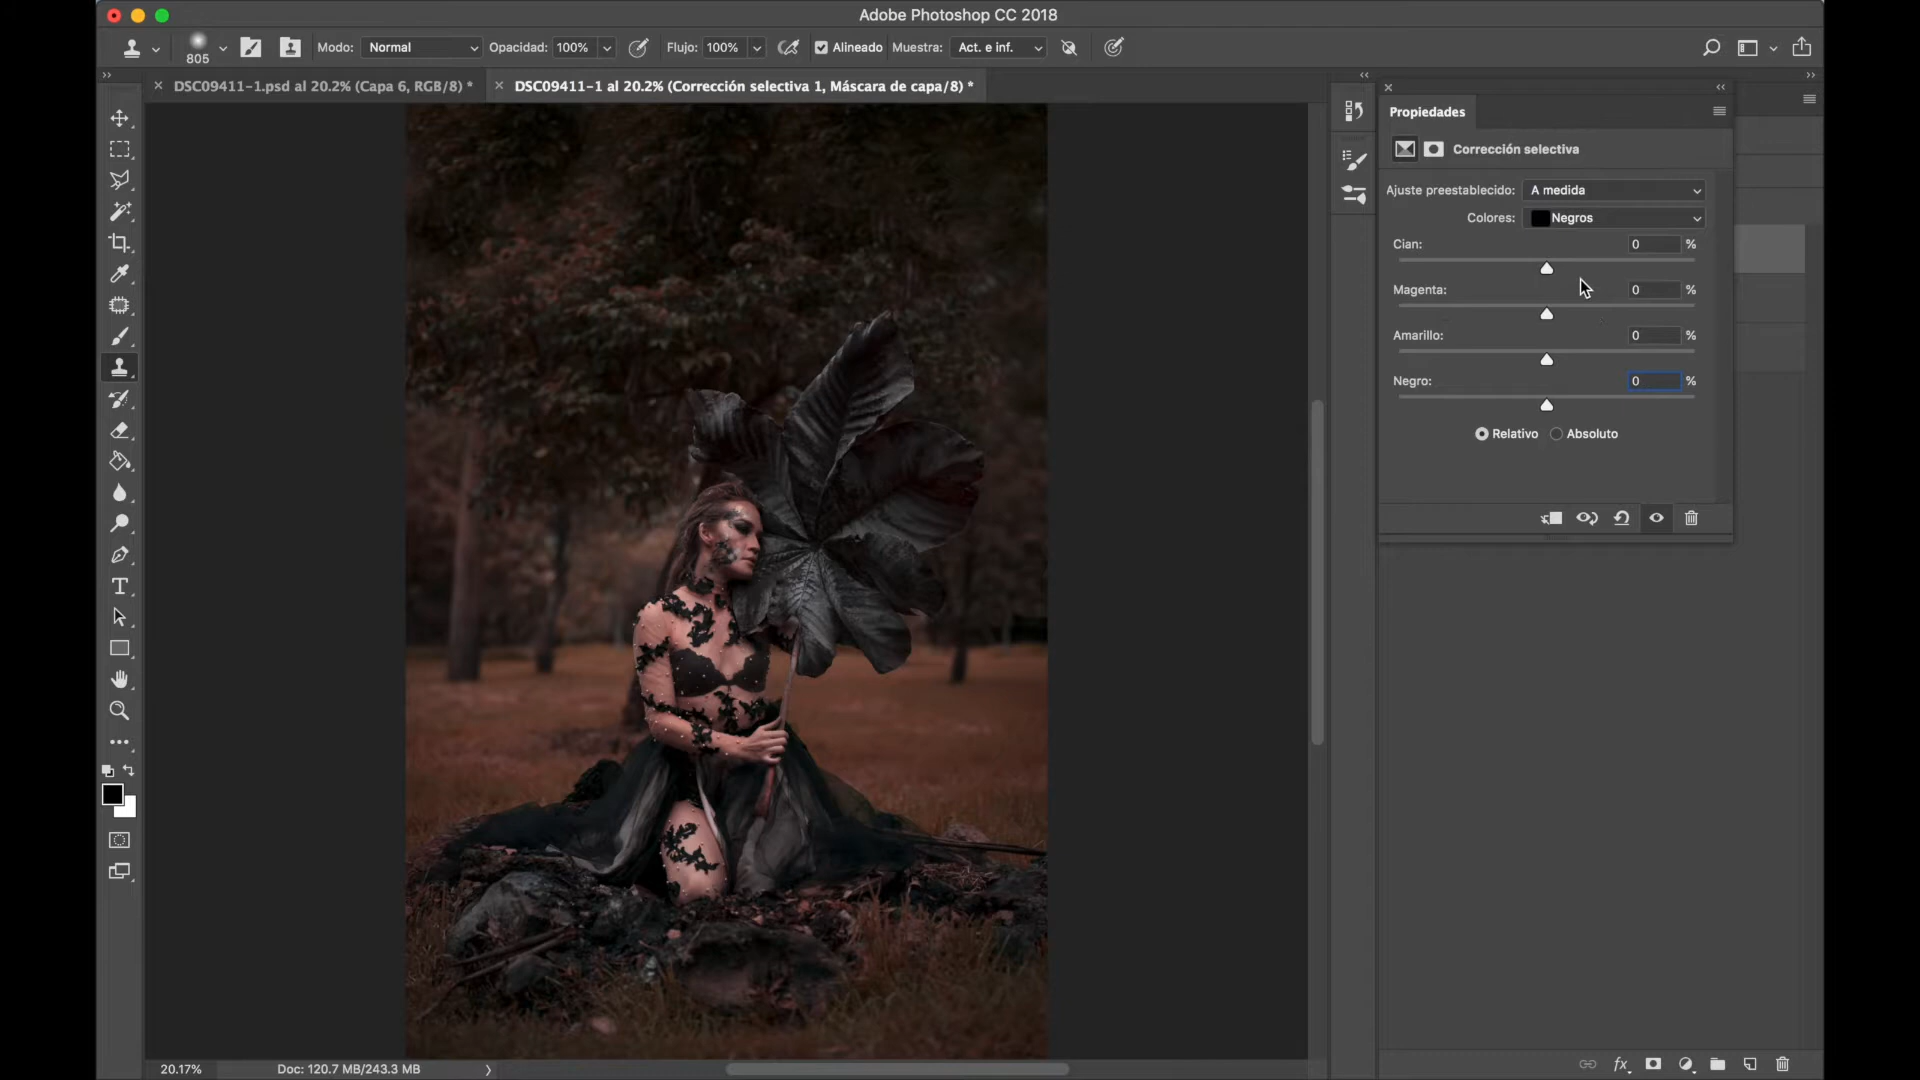 Adobe Photoshop CC 2018
805
Modo: Normal Opacidad: 100% Flujo: 100% Alineado Muestra: Act. e inf.
DSC09411-1.psd al 20.2% (Capa 6, RGB/8) *
DSC09411-1 al 20.2% (Corrección selectiva 1, Máscara de capa/8) *
Propiedades
Corrección selectiva
Ajuste preestablecido: A medida
Colores: Negros
Cian: 0 %
Magenta: 0 %
Amarillo: 0 %
Negro: 0 %
Relativo Absoluto
20.17% Doc: 120.7 MB/243.3 MB
fx